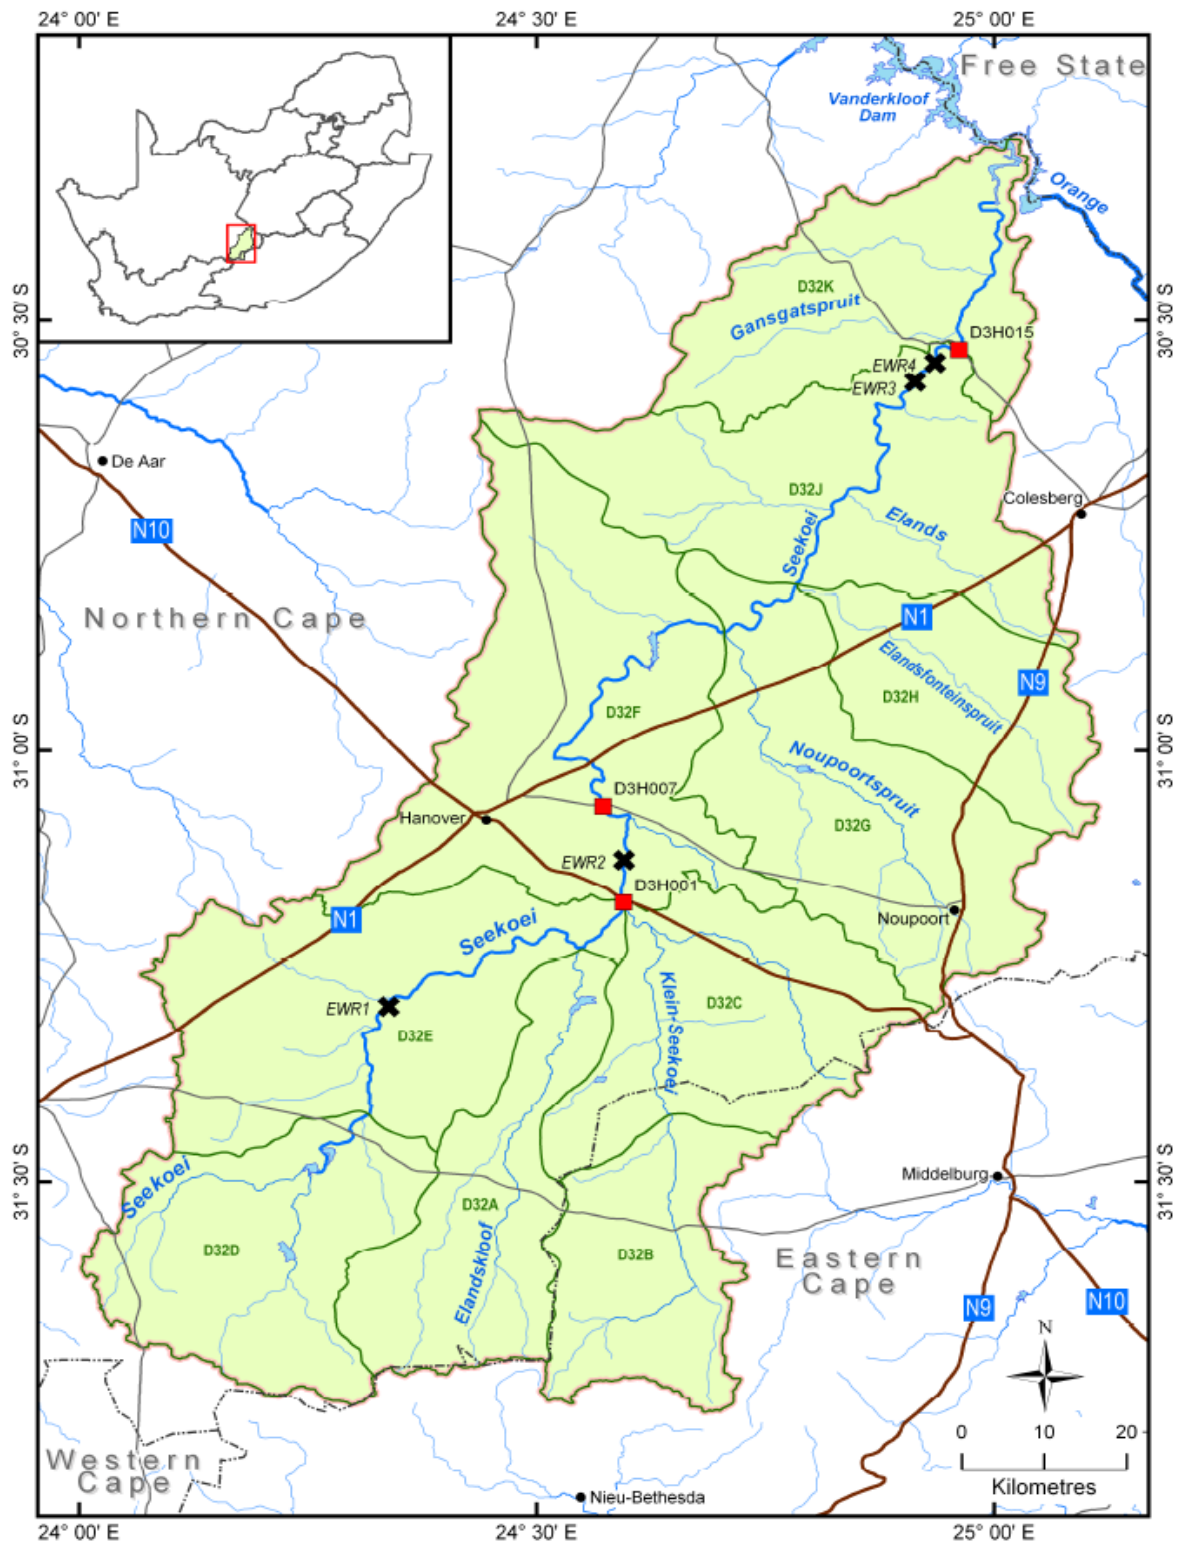 24° 00' E
24° 30' E
25° 00' E
Free State
Vanderkloof
Dam
Orange
D32K
Gansgatspruit
30° 30' S
30° 30' S
D3H015
EWR4
EWR3
De Aar
D32J
Colesberg
Elands
N10
Seekoei
Northern Cape
N1
Elandsfonteinspruit
N9
D32H
D32F
31° 00' S
31° 00' S
Noupoortspruit
D3H007
Hanover
D32G
EWR2
D3H001
N1
Seekoei
Noupoort
Klein-Seekoei
D32C
EWR1
D32E
Seekoei
Middelburg
31° 30' S
31° 30' S
D32A
D32D
Elandskloof
D32B
Eastern
Cape
N9
N10
N
0 10 20
Kilometres
Western
Cape
Nieu-Bethesda
24° 00' E
24° 30' E
25° 00' E